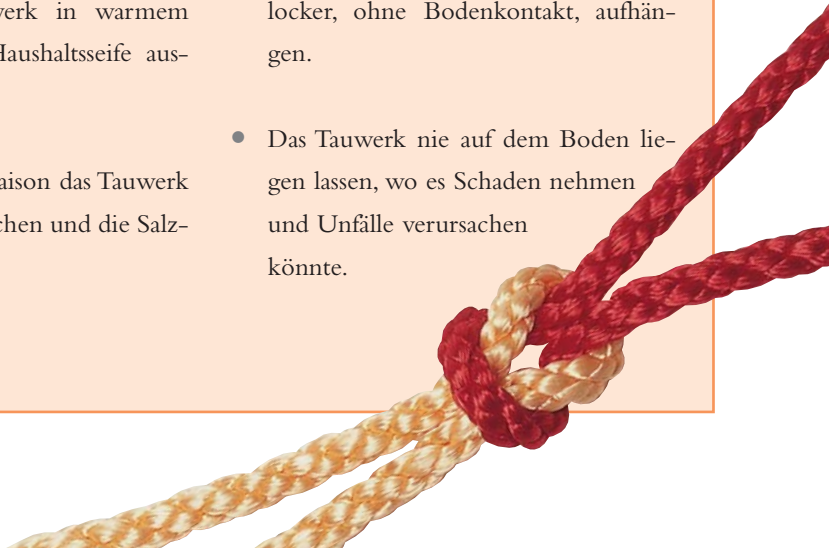 werk in warmem
Haushaltsseife aus-
aison das Tauwerk
chen und die Salz-
locker, ohne Bodenkontakt, aufhän-
gen.
Das Tauwerk nie auf dem Boden lie-
gen lassen, wo es Schaden nehmen
und Unfälle verursachen
könnte.